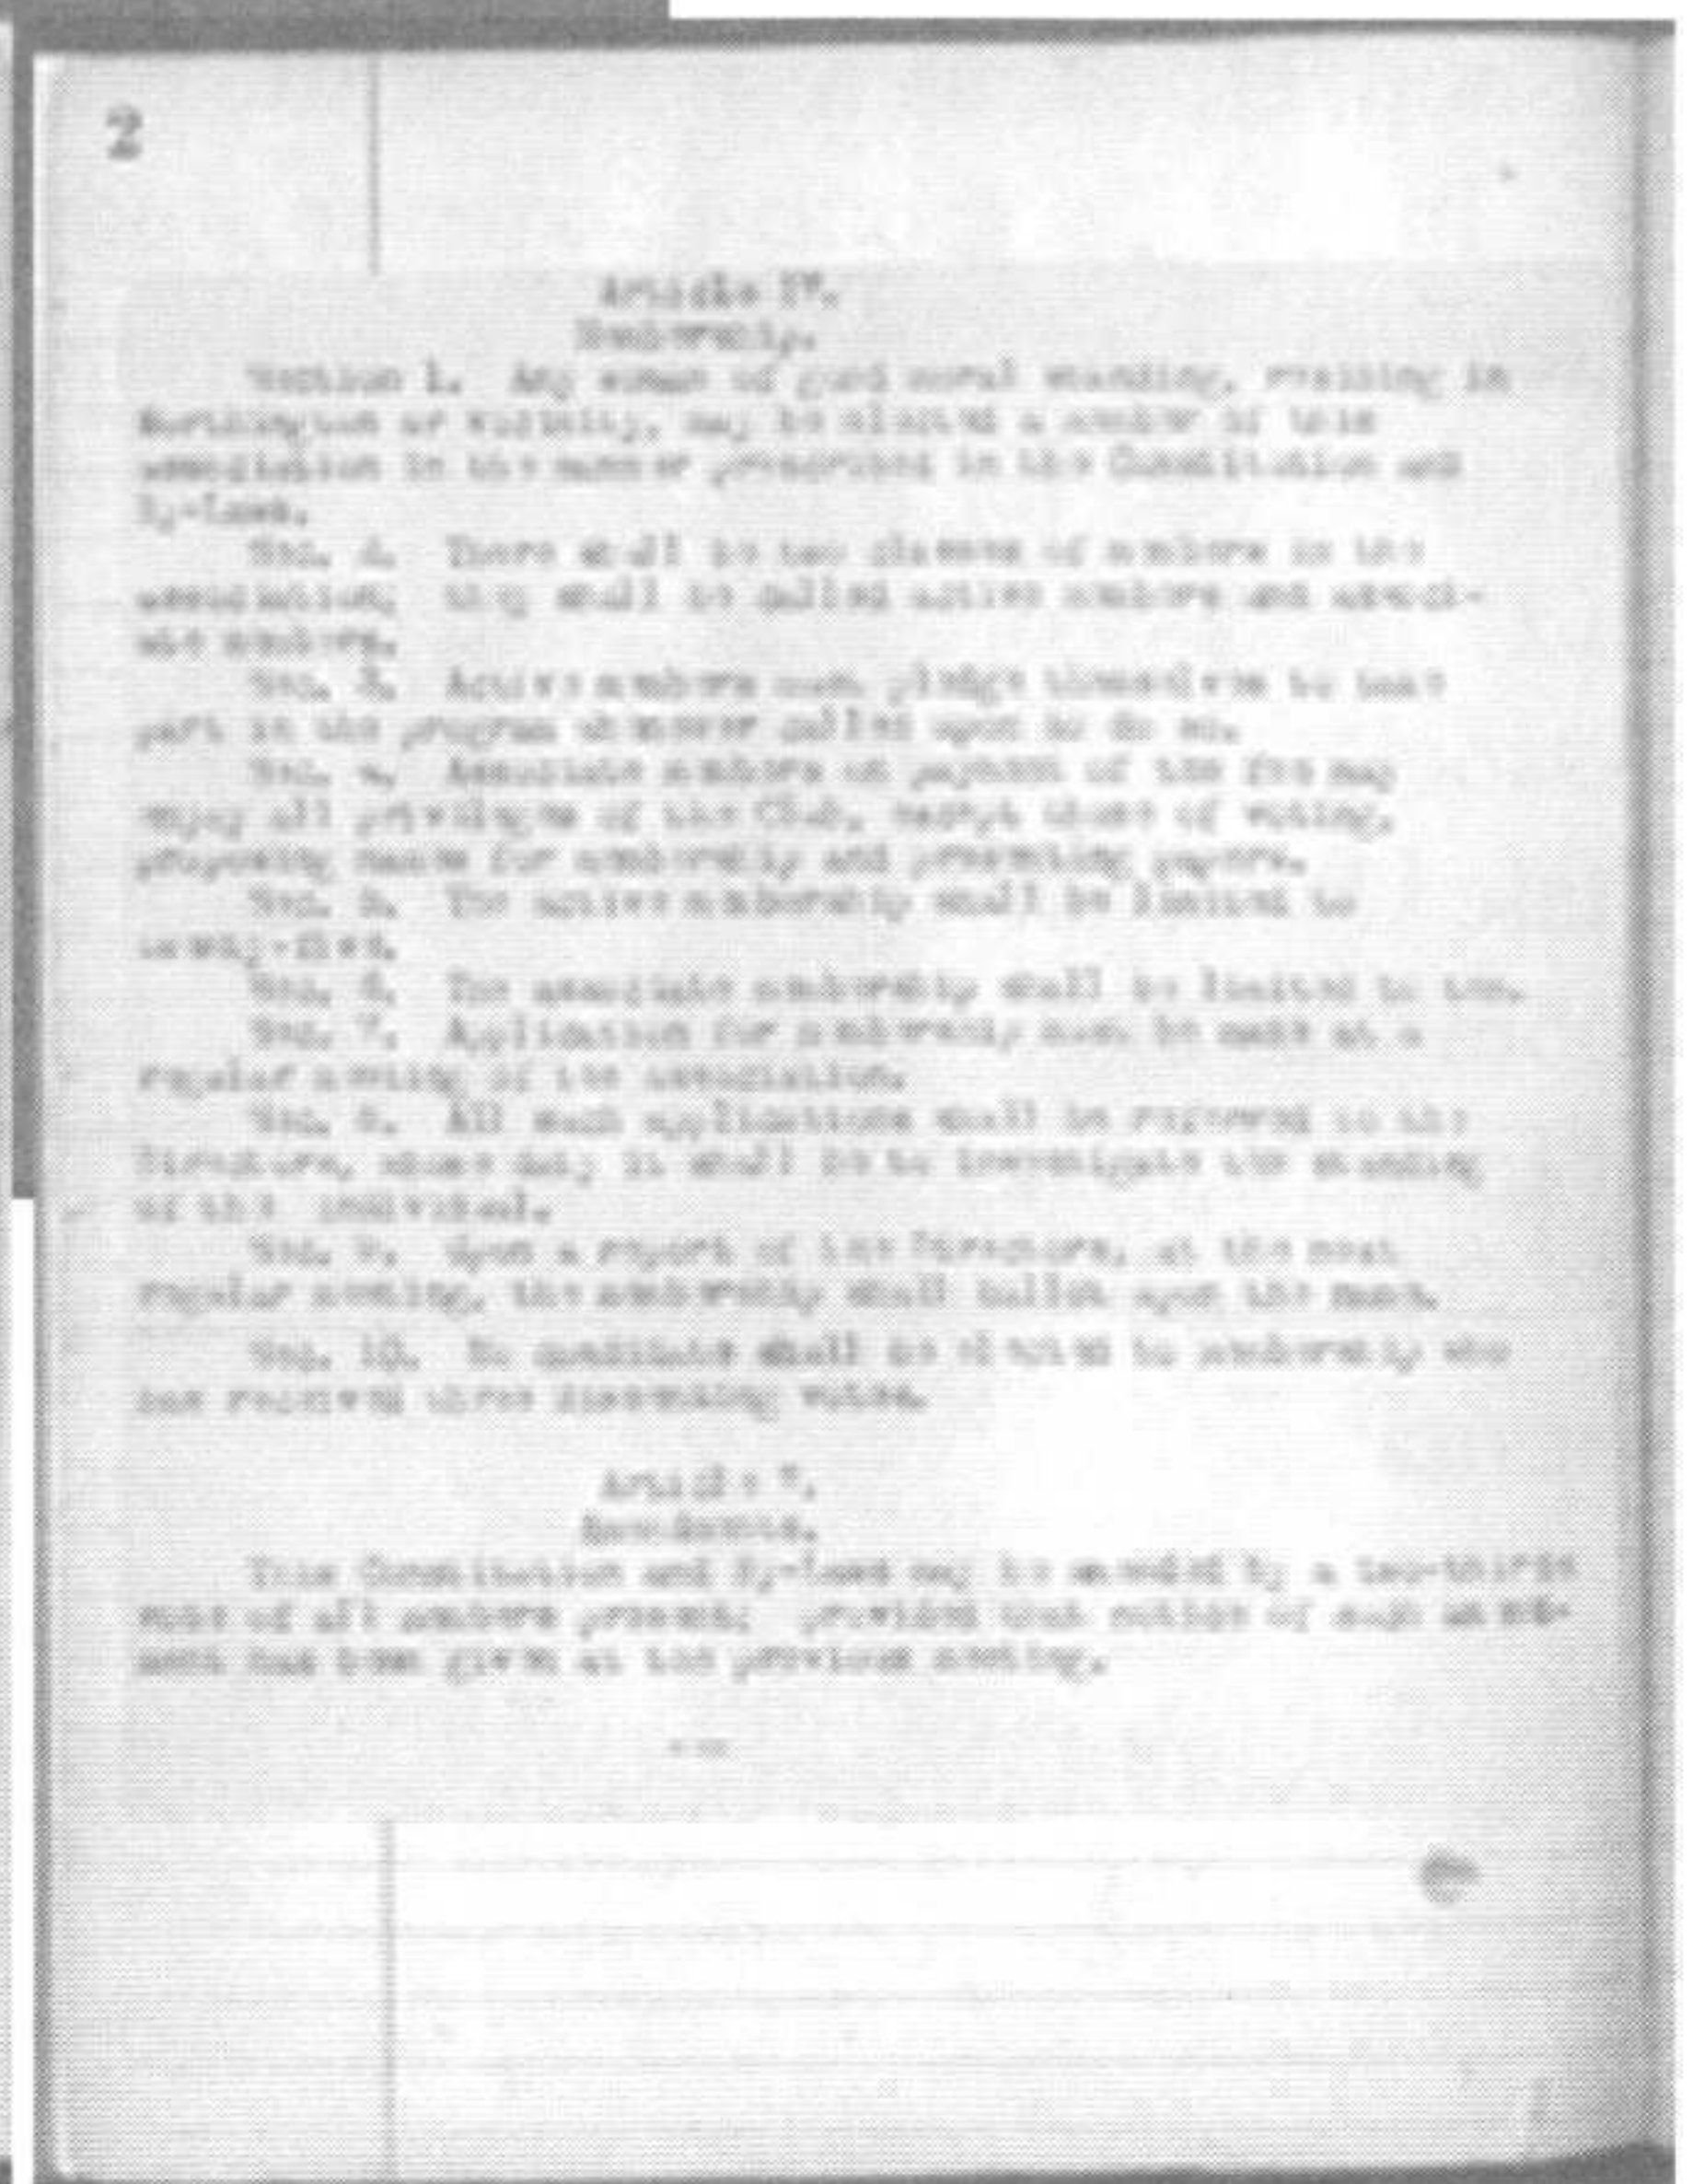 2
Article IV.
Membership.
Section 1. Any woman of good moral standing, residing in
Worthington or vicinity, may be elected a member of this
association in the manner prescribed in the Constitution and
By-Laws.
Sec. 2. There shall be two classes of members in the
association; they shall be called active members and associ-
ate members.
Sec. 3. Active members must pledge themselves to take
part in the program whenever called upon to do so.
Sec. 4. Associate members on payment of the fee may
enjoy all privileges of the Club, except those of voting,
proposing names for membership and presenting papers.
Sec. 5. The active membership shall be limited to
twenty-five.
Sec. 6. The associate membership shall be limited to ten.
Sec. 7. Application for membership must be made at a
regular meeting of the association.
Sec. 8. All such applications shall be referred to the
Directors, whose duty it shall be to investigate the standing
of the individual.
Sec. 9. Upon a report of the Directors, at the next
regular meeting, the membership shall ballot upon the name.
Sec. 10. No candidate shall be elected to membership who
has received three dissenting votes.
Article V.
Amendments.
This Constitution and By-Laws may be amended by a two-thirds
vote of all members present; provided that notice of such amend-
ment has been given at the previous meeting.